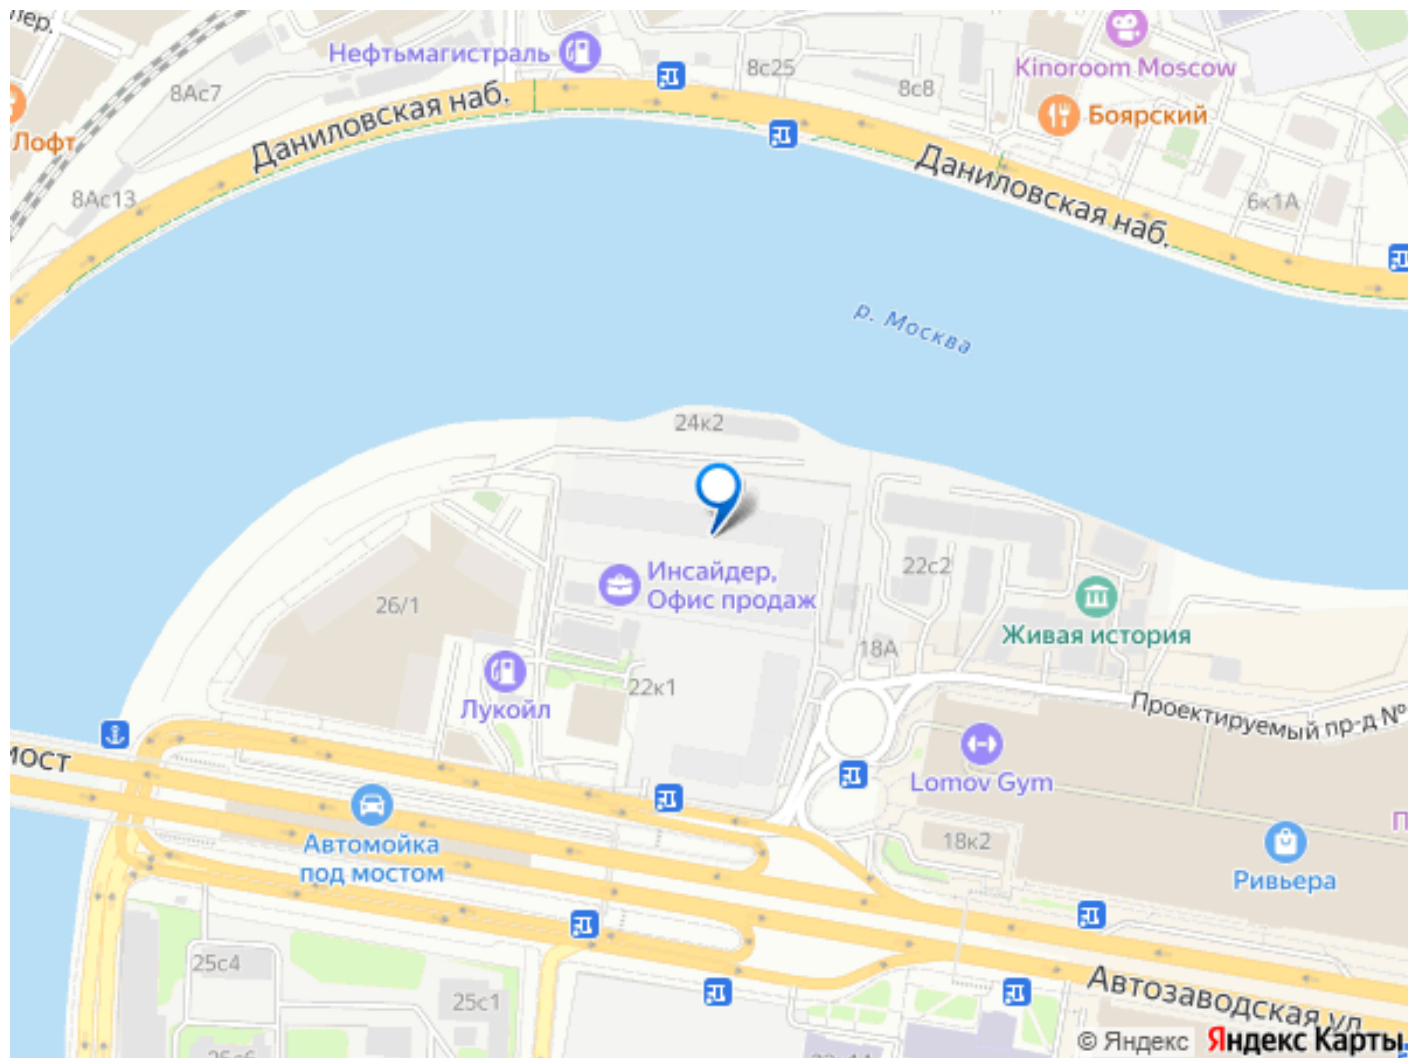 пер.
Нефтьмагистраль
8Ас7
8с25
8с8
Kinoroom Moscow
Боярский
Лофт
Даниловская наб.
Даниловская наб.
8Ас13
6к1А
р. Москва
24к2
22с2
Инсайдер,
Офис продаж
26/1
Живая история
18А
22к1
Лукойл
Проектируемый пр-д №
мост
Lomov Gym
Автомойка
под мостом
18к2
П
Ривьера
25с4
25с1
Автозаводская ул.
© Яндекс Яндекс Карты